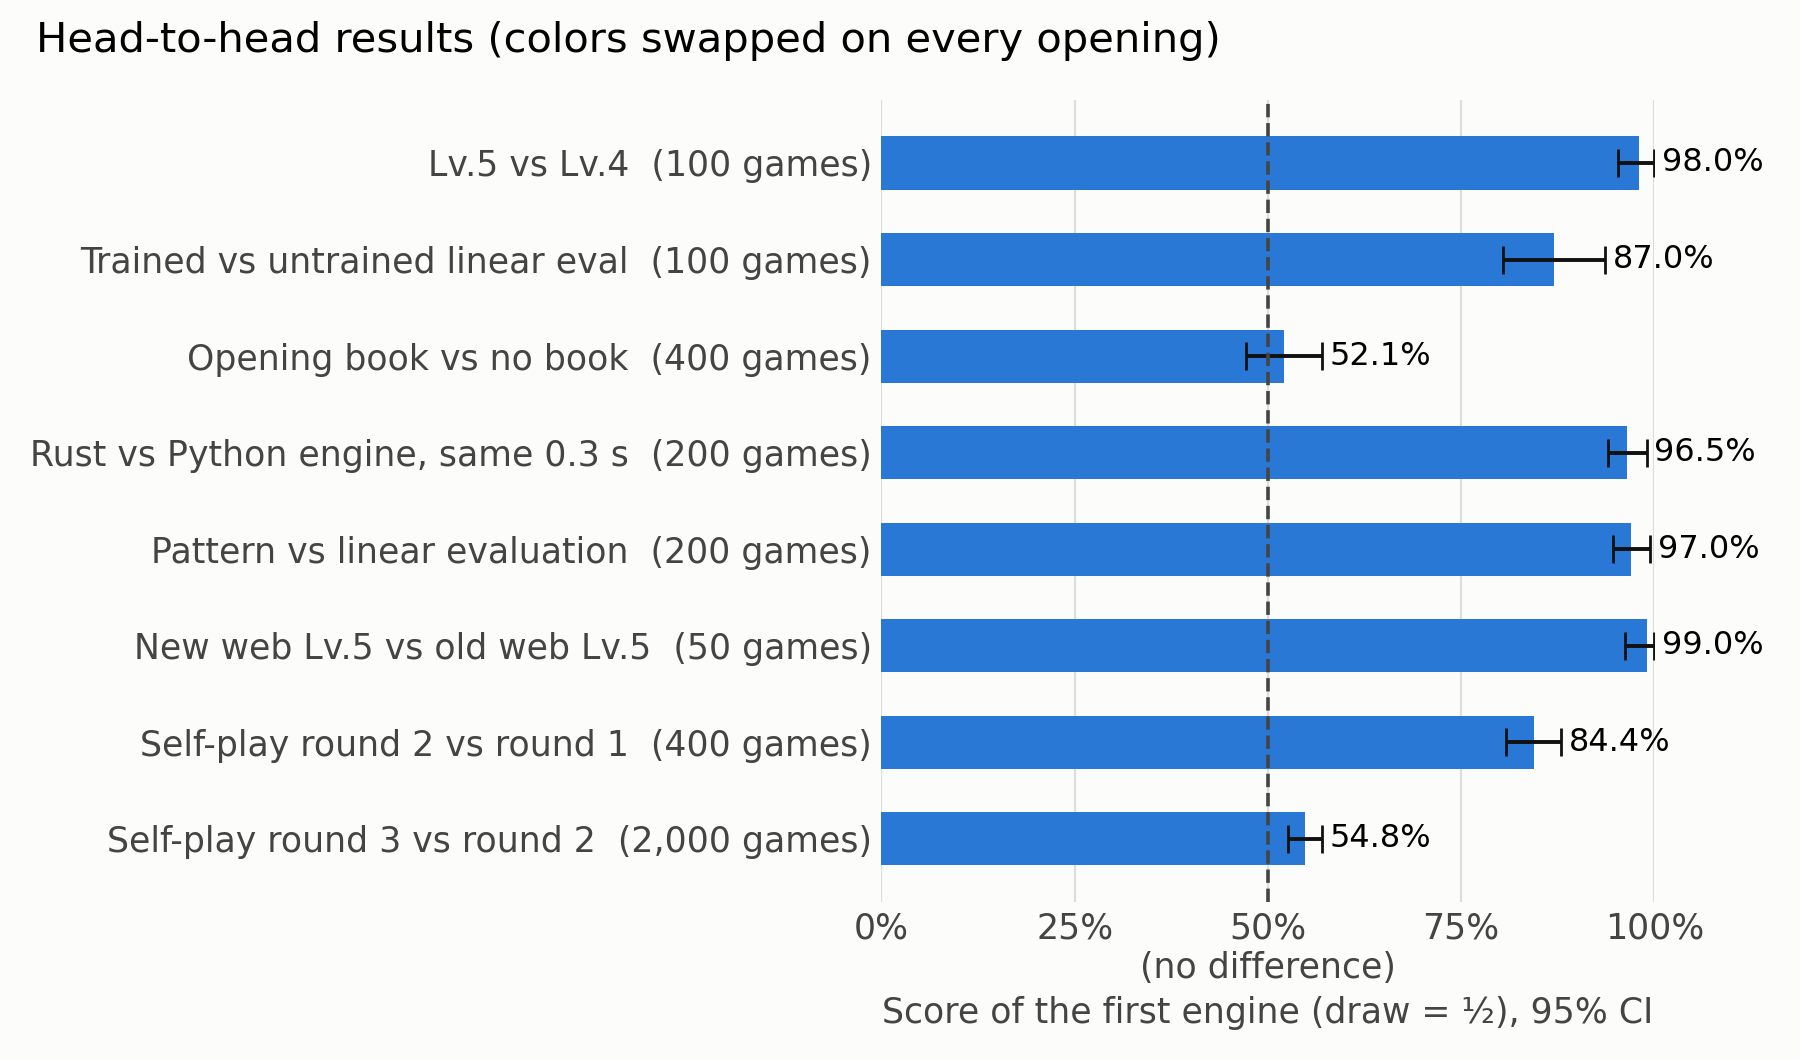 Head-to-head results (colors swapped on every opening)
Lv.5 vs Lv.4 (100 games)
98.0%
Trained vs untrained linear eval (100 games)
87.0%
Opening book vs no book (400 games)
52.1%
Rust vs Python engine, same 0.3 s (200 games)
96.5%
Pattern vs linear evaluation (200 games)
97.0%
New web Lv.5 vs old web Lv.5 (50 games)
99.0%
Self-play round 2 vs round 1 (400 games)
84.4%
Self-play round 3 vs round 2 (2,000 games)
54.8%
0% 25% 50% 75% 100%
(no difference)
Score of the first engine (draw = ½), 95% CI